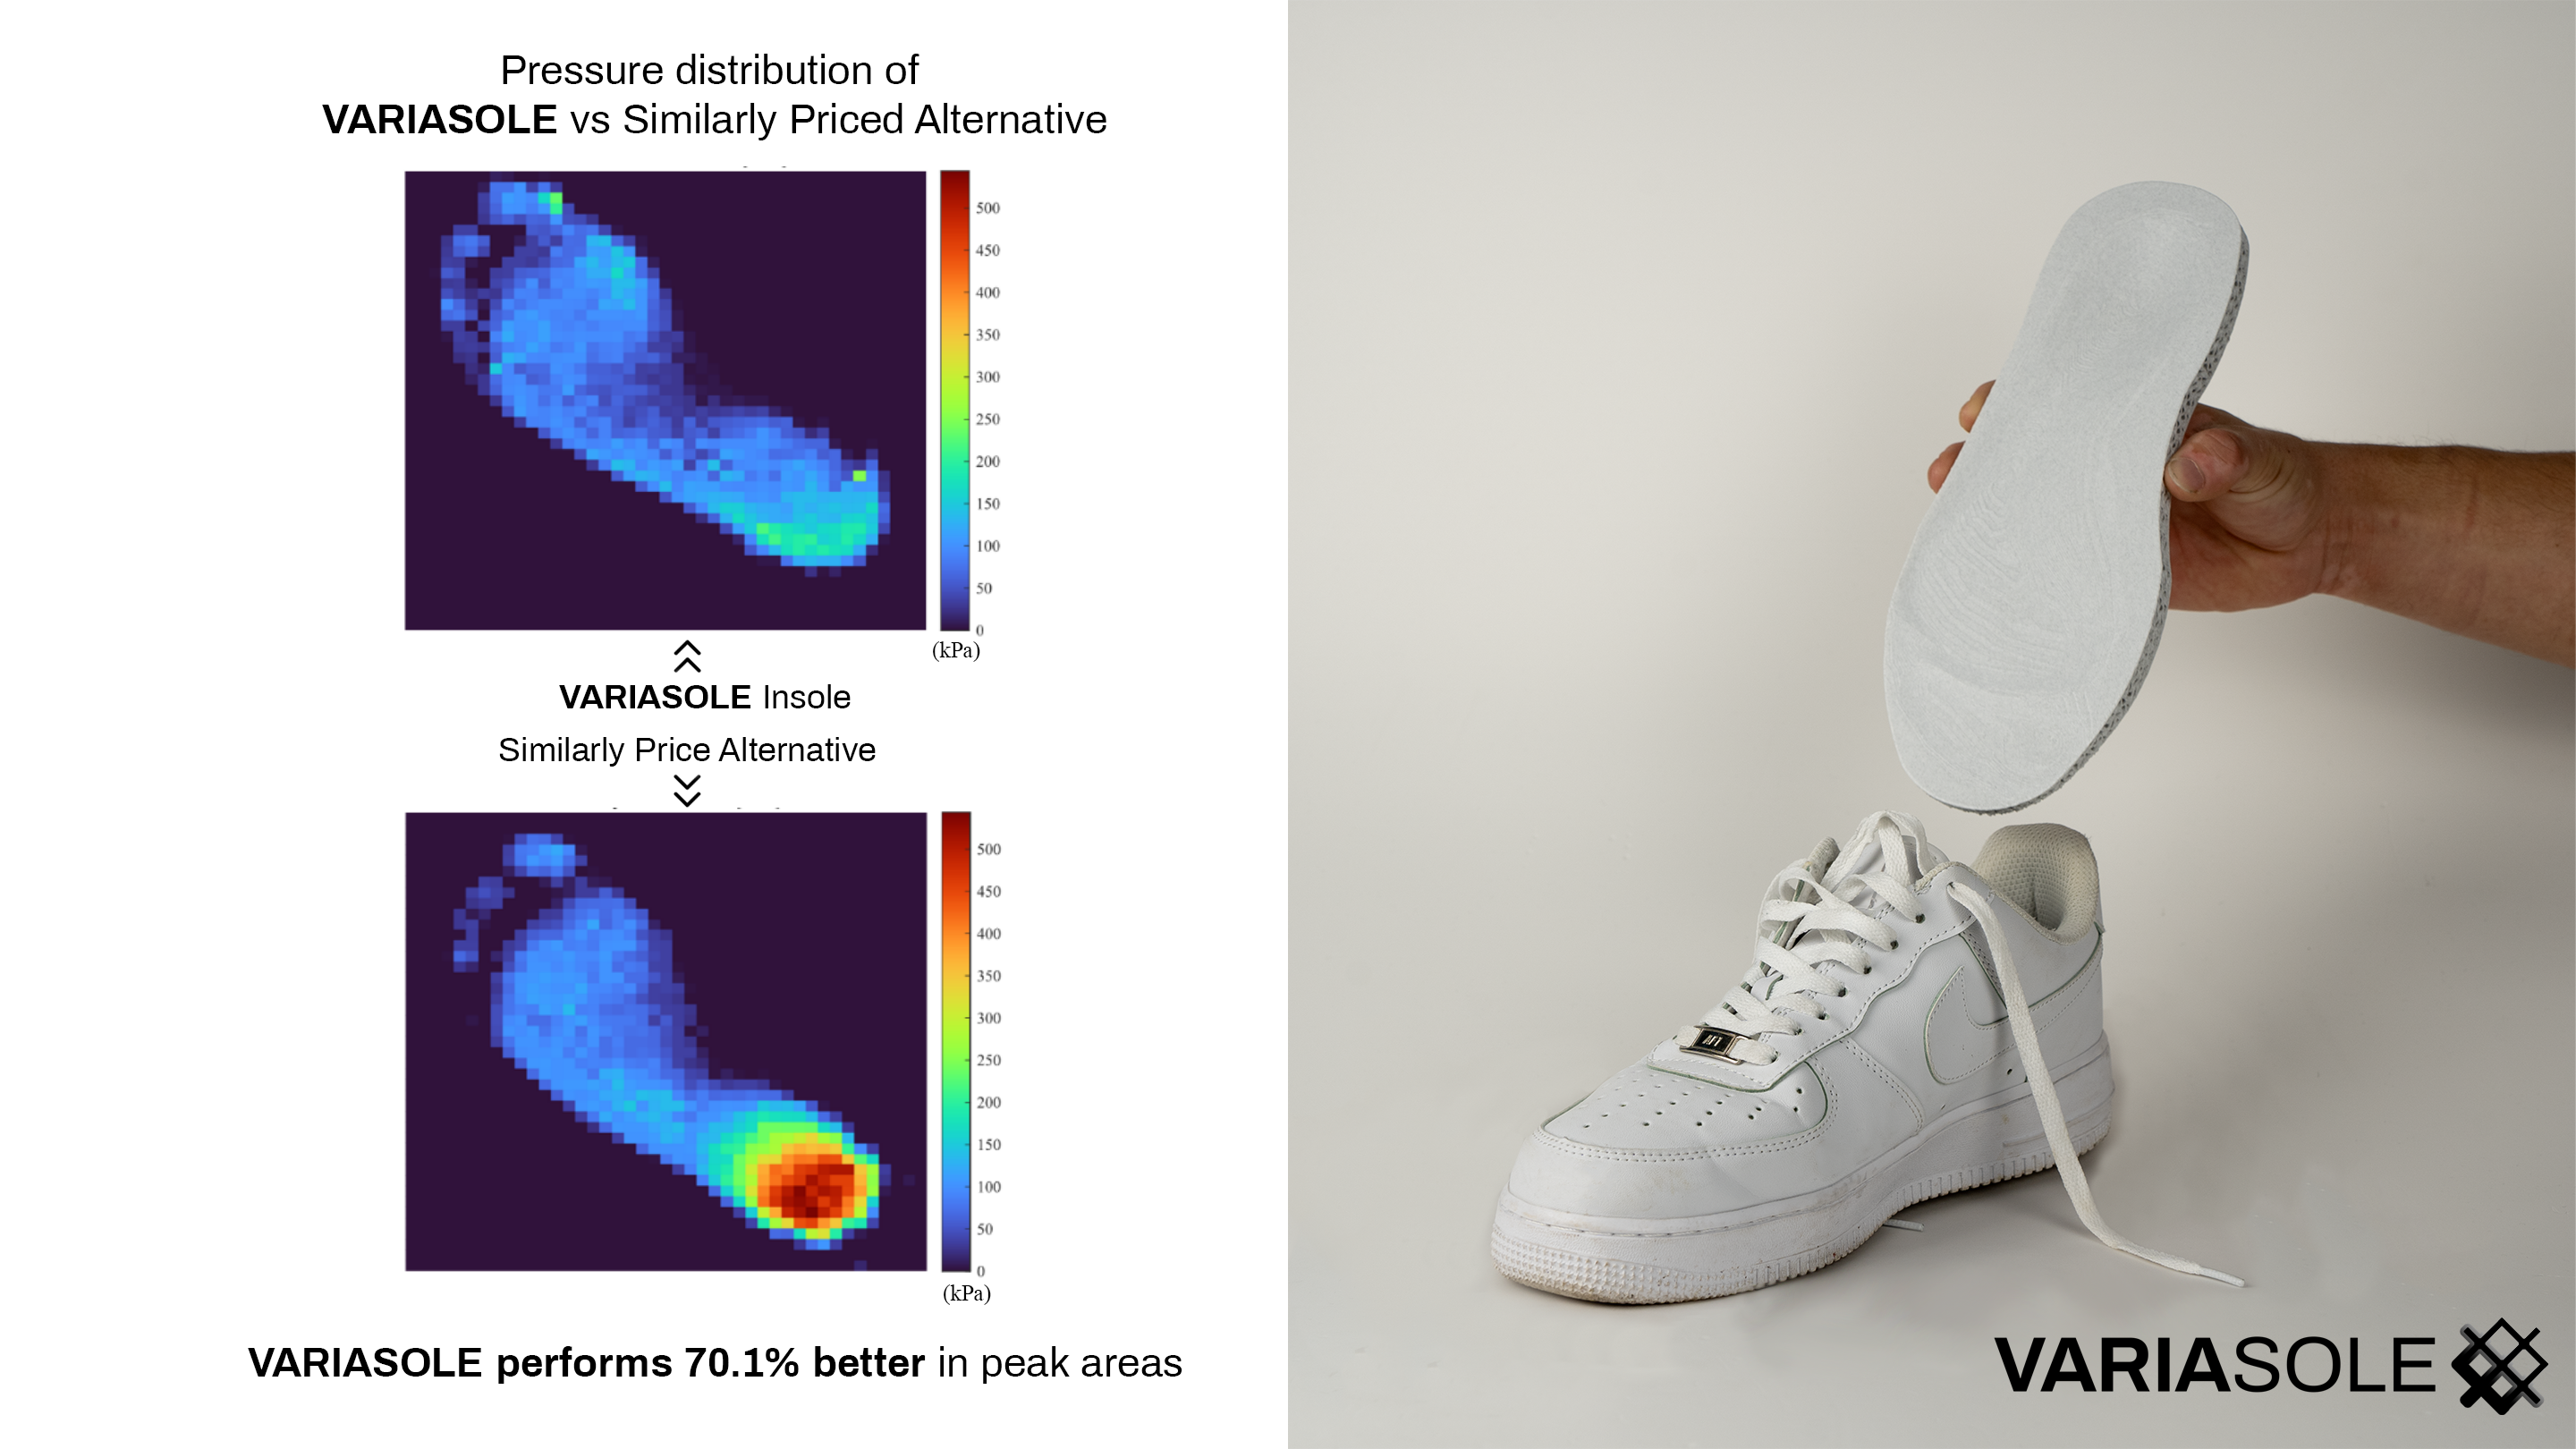 Pressure distribution of
VARIASOLE vs Similarly Priced Alternative
500
450
400
350
300
250
200
150
100
50
0
(kPa)
VARIASOLE Insole
Similarly Price Alternative
500
450
400
350
300
250
200
150
100
50
0
(kPa)
VARIASOLE performs 70.1% better in peak areas
AF1
VARIASOLE